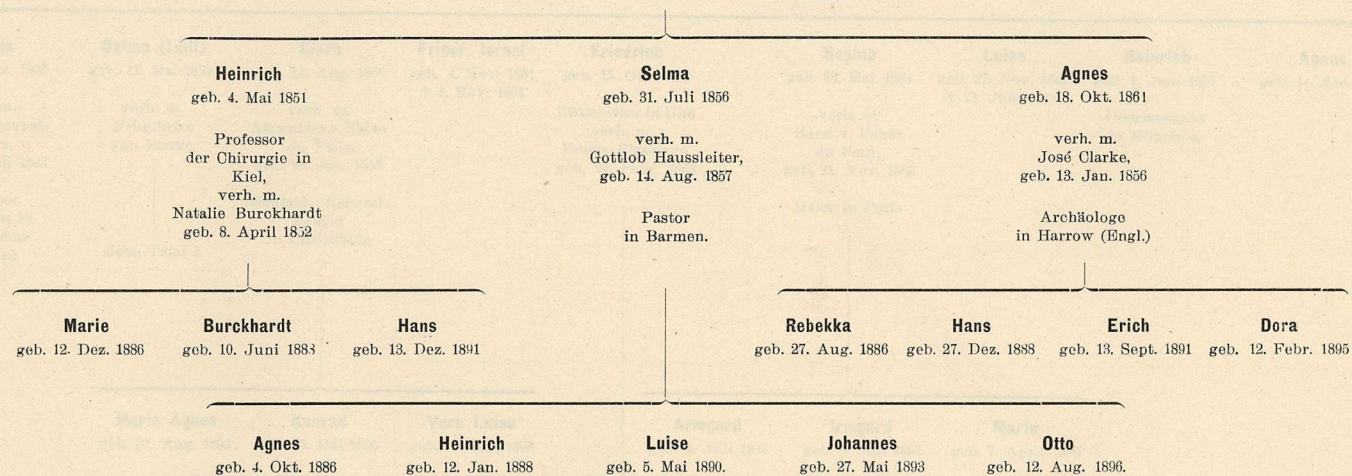 Heinrich
geb. 4. Mai 1851
Professor
der Chirurgie in
Kiel,
verh. m.
Natalie Burckhardt
geb. 8. April 1852
Selma
geb. 31. Juli 1856
verh. m.
Gottlob Haussleiter,
geb. 14. Aug. 1857
Pastor
in Barmen.
Agnes
geb. 18. Okt. 1861
verh. m.
José Clarke,
geb. 13. Jan. 1856
Archäologe
in Harrow (Engl.)
Marie
geb. 12. Dez. 1886
Burckhardt
geb. 10. Juni 1888
Hans
geb. 13. Dez. 1891
Rebekka
geb. 27. Aug. 1886
Hans
geb. 27. Dez. 1888
Erich
geb. 13. Sept. 1891
Dora
geb. 12. Febr. 1895
Agnes
geb. 4. Okt. 1886
Heinrich
geb. 12. Jan. 1888
Luise
geb. 5. Mai 1890.
Johannes
geb. 27. Mai 1893
Otto
geb. 12. Aug. 1896.